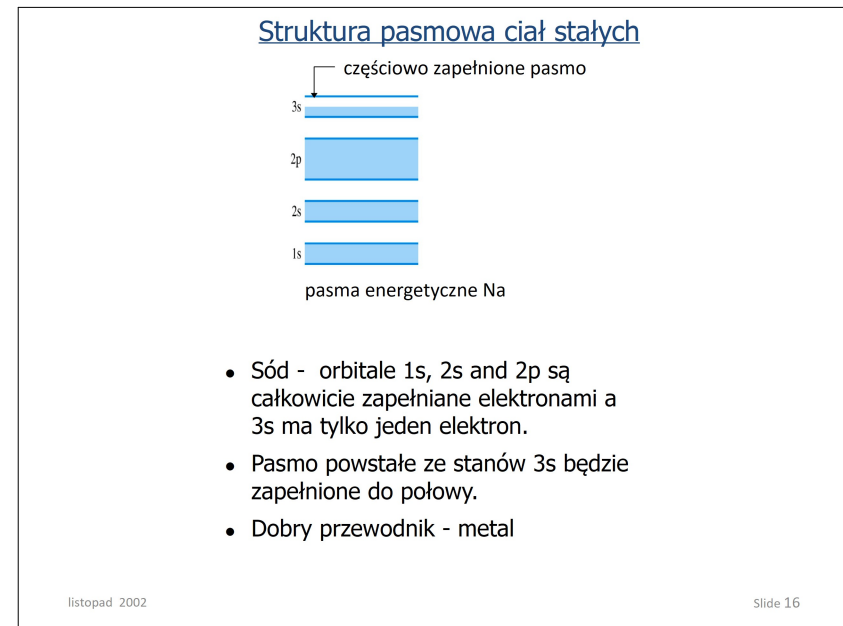 Struktura pasmowa ciał stałych
częściowo zapełnione pasmo
3s
2p
2s
1s
pasma energetyczne Na
• Sód - orbitale 1s, 2s and 2p są
całkowicie zapełniane elektronami a
3s ma tylko jeden elektron.
• Pasmo powstałe ze stanów 3s będzie
zapełnione do połowy.
• Dobry przewodnik - metal
listopad 2002
Slide 16